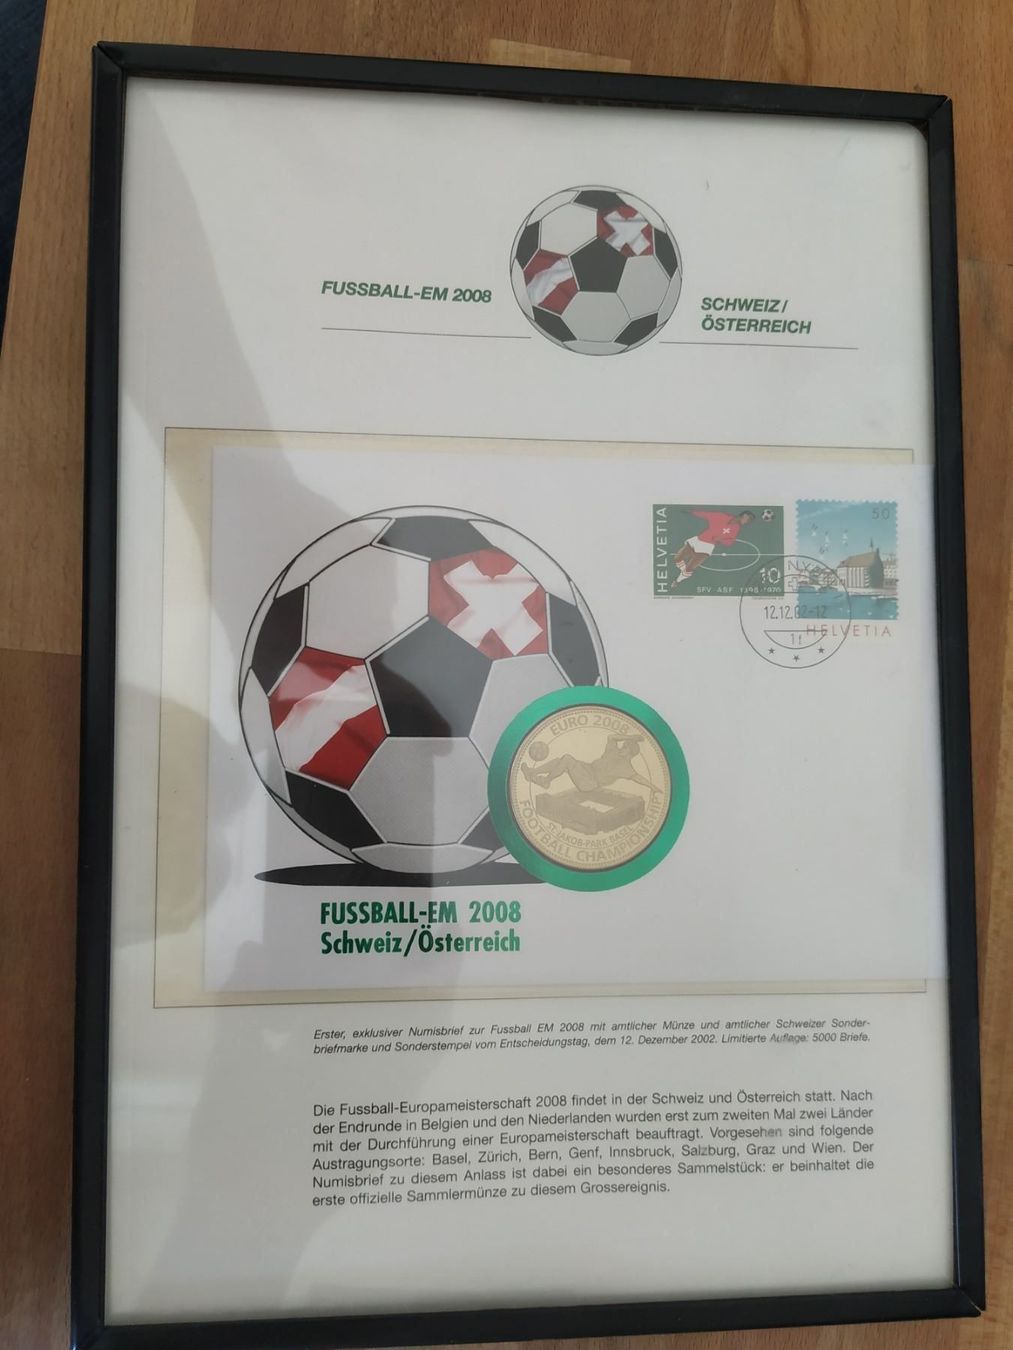 FUSSBALL-EM 2008
SCHWEIZ/
ÖSTERREICH
HELVETIA
10
SFV ASF 1895-1970
50
HELVETIA
NY
12.12.02-12
11
EURO 2008
ST. JAKOB-PARK BASEL
FOOTBALL CHAMPIONSHIP
FUSSBALL-EM 2008
Schweiz/Österreich
Erster, exklusiver Numisbrief zur Fussball EM 2008 mit amtlicher Münze und amtlicher Schweizer Sonder-
briefmarke und Sonderstempel vom Entscheidungstag, dem 12. Dezember 2002. Limitierte Auflage: 5000 Briefe.
Die Fussball-Europameisterschaft 2008 findet in der Schweiz und Österreich statt. Nach
der Endrunde in Belgien und den Niederlanden wurden erst zum zweiten Mal zwei Länder
mit der Durchführung einer Europameisterschaft beauftragt. Vorgesehen sind folgende
Austragungsorte: Basel, Zürich, Bern, Genf, Innsbruck, Salzburg, Graz und Wien. Der
Numisbrief zu diesem Anlass ist dabei ein besonderes Sammelstück: er beinhaltet die
erste offizielle Sammlermünze zu diesem Grossereignis.